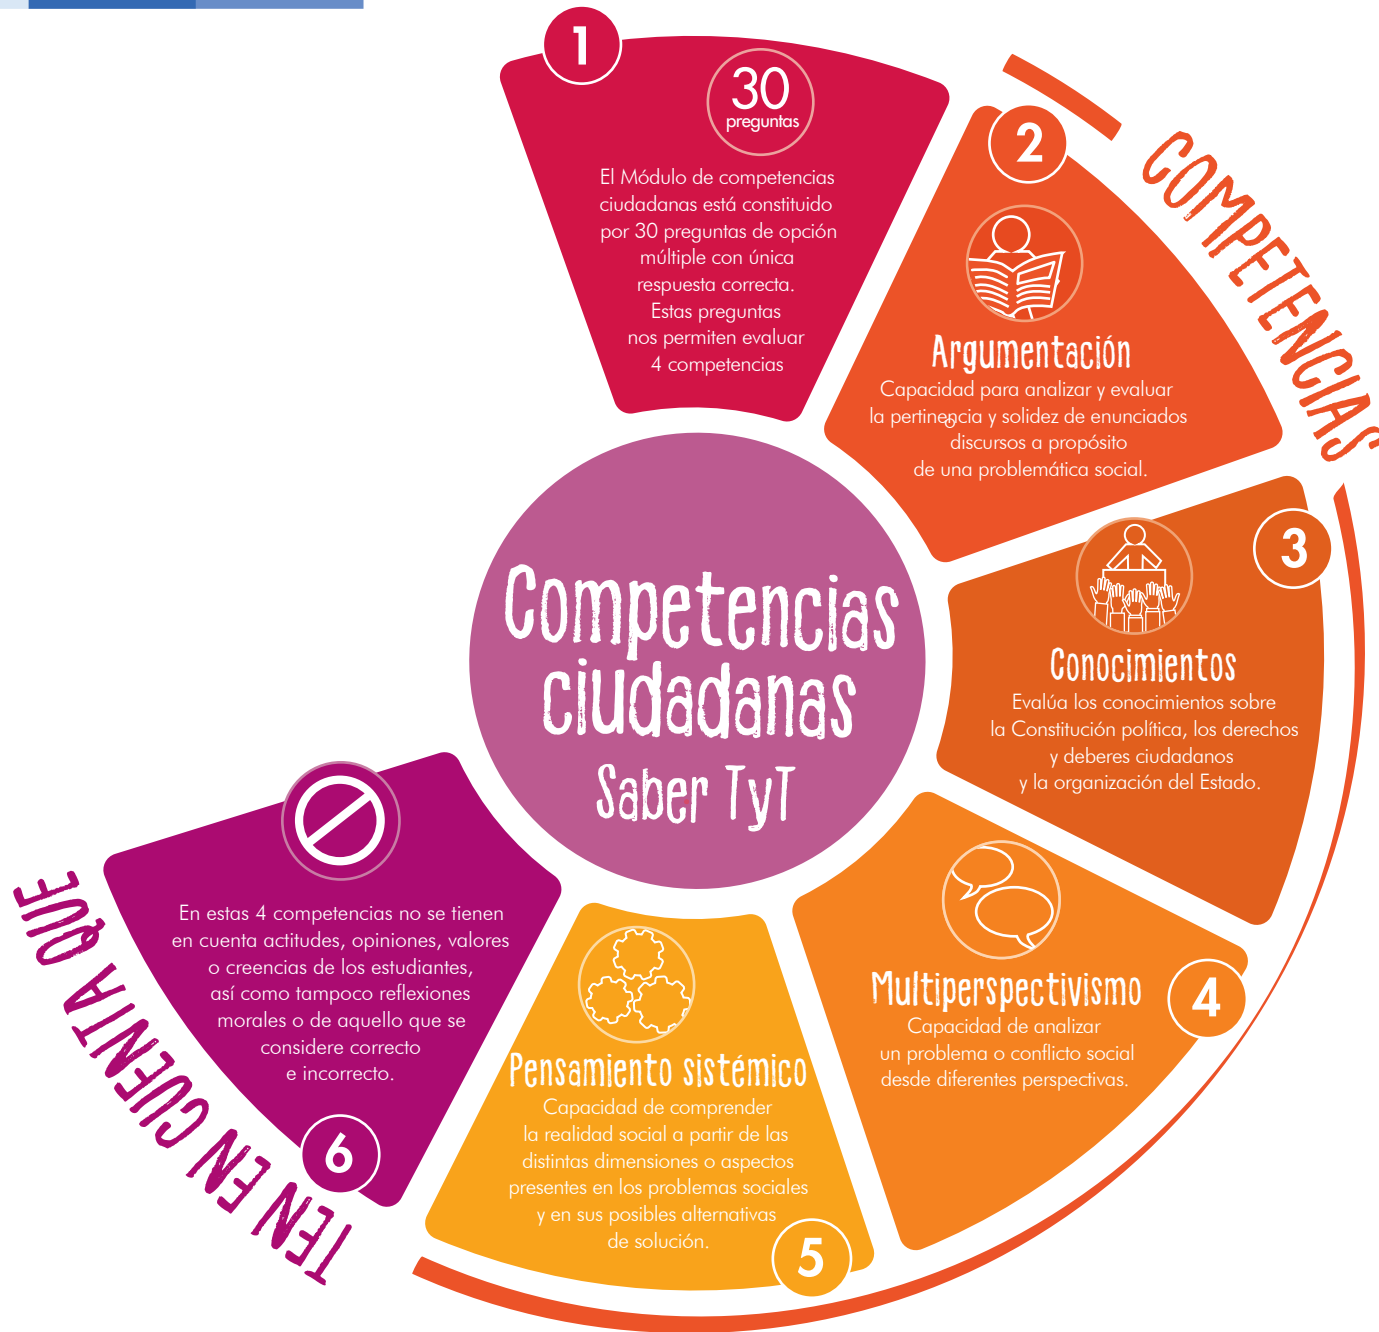 1
30
preguntas
El Módulo de competencias
ciudadanas está constituido
por 30 preguntas de opción
múltiple con única
respuesta correcta.
Estas preguntas
nos permiten evaluar
4 competencias
COMPETENCIAS
2
Argumentación
Capacidad para analizar y evaluar
la pertinencia y solidez de enunciados
o
discursos a propósito
de una problemática social.
3
Conocimientos
Evalúa los conocimientos sobre
la Constitución política, los derechos
y deberes ciudadanos
y la organización del Estado.
4
Multiperspectivismo
Capacidad de analizar
un problema o conflicto social
desde diferentes perspectivas.
5
Pensamiento sistémico
Capacidad de comprender
la realidad social a partir de las
distintas dimensiones o aspectos
presentes en los problemas sociales
y en sus posibles alternativas
de solución.
TEN EN CUENTA QUE
6
En estas 4 competencias no se tienen
en cuenta actitudes, opiniones, valores
o creencias de los estudiantes,
así como tampoco reflexiones
morales o de aquello que se
considere correcto
e incorrecto.
Competencias
ciudadanas
Saber TyT